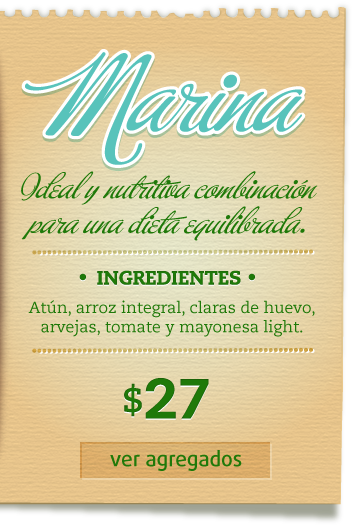 Marina
Ideal y nutritiva combinación
para una dieta equilibrada.
• INGREDIENTES •
Atún, arroz integral, claras de huevo,
arvejas, tomate y mayonesa light.
$27
ver agregados